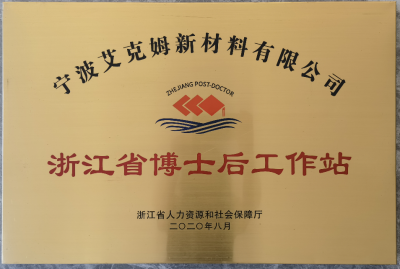 宁波艾克姆新材料有限公司
ZHEJIANG POST-DOCTOR
浙江省博士后工作站
浙江省人力资源和社会保障厅
二〇二〇年八月